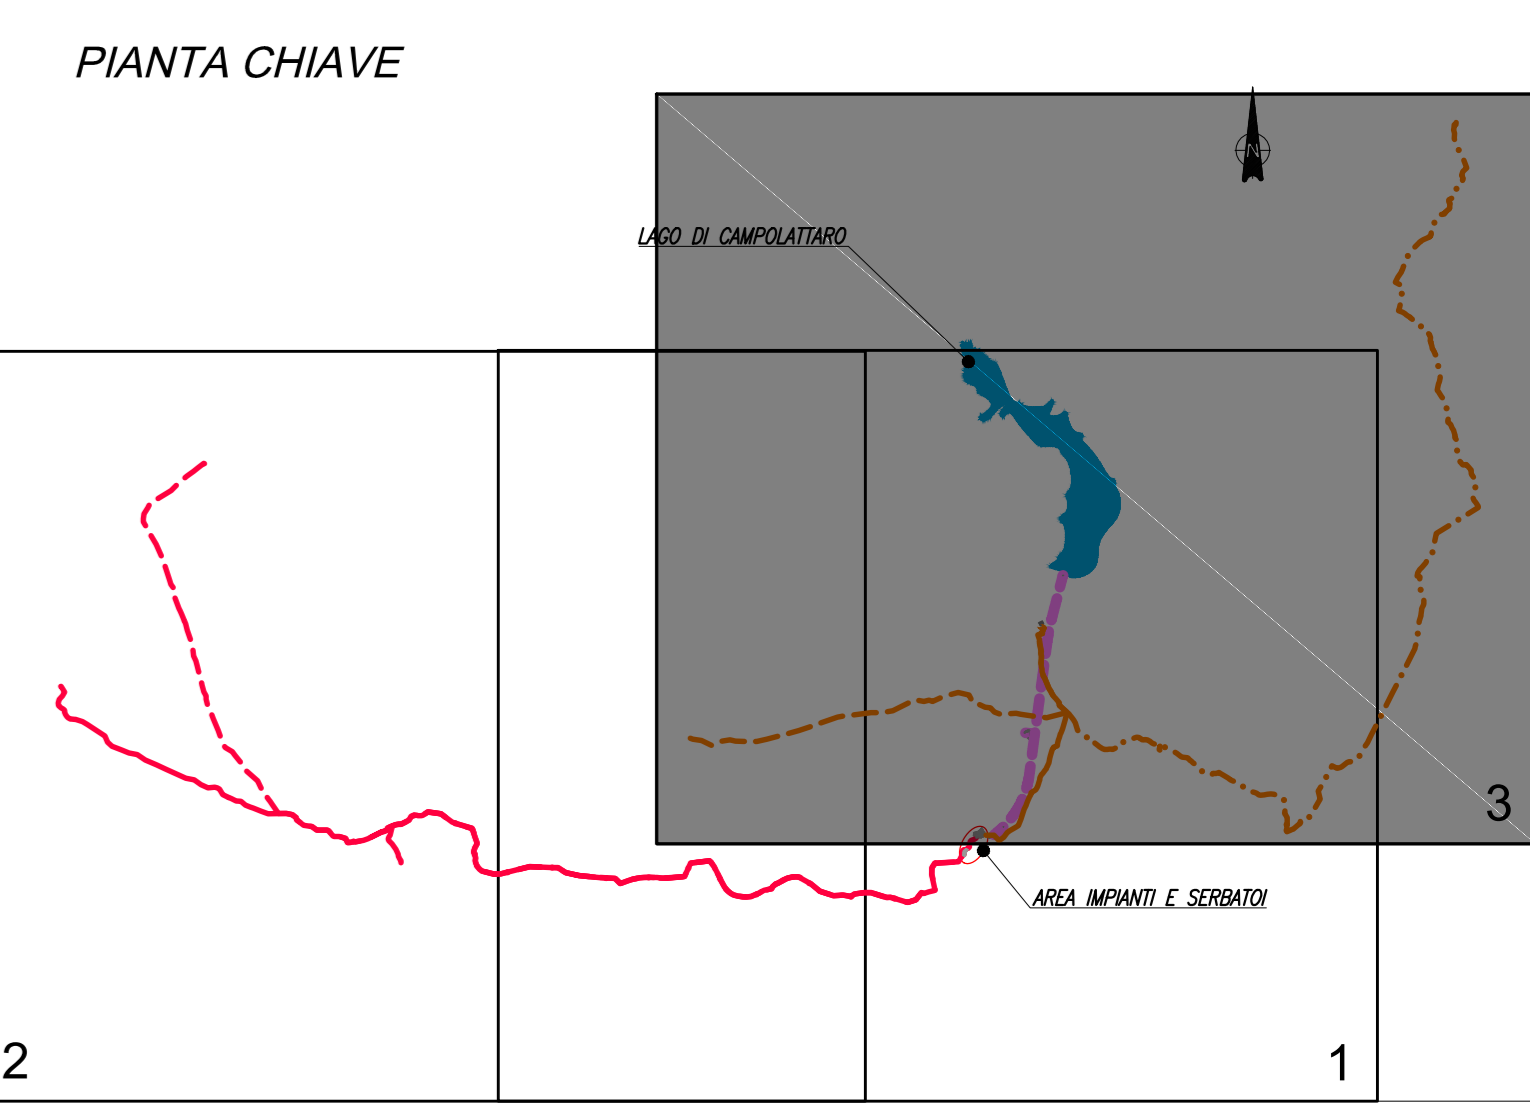 PIANTA CHIAVE
N
LAGO DI CAMPOLATTARO
3
AREA IMPIANTI E SERBATOI
2
1